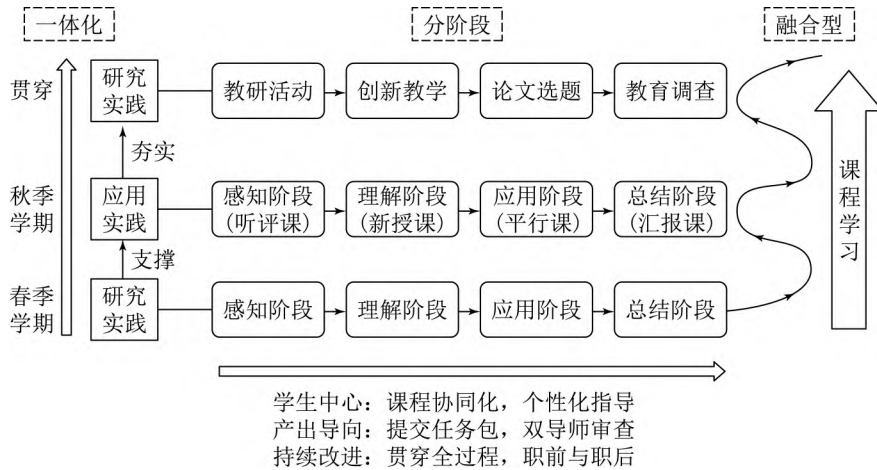 一体化
分阶段
融合型
贯穿
研究
实践
教研活动
创新教学
论文选题
教育调查
夯实
秋季
学期
应用
实践
感知阶段
(听评课)
理解阶段
(新授课)
应用阶段
(平行课)
总结阶段
(汇报课)
支撑
春季
学期
研究
实践
感知阶段
理解阶段
应用阶段
总结阶段
课程学习
学生中心：课程协同化，个性化指导
产出导向：提交任务包，双导师审查
持续改进：贯穿全过程，职前与职后